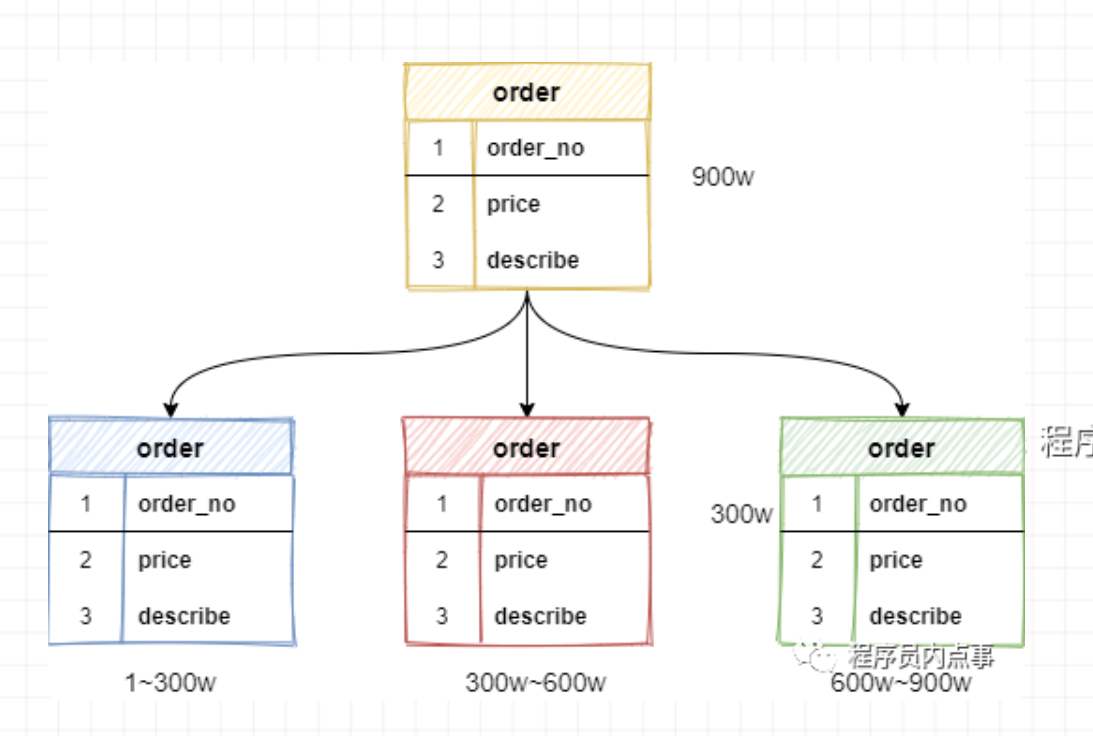 order
1 order_no
900w
2 price
3 describe
order
1 order_no
2 price
3 describe
1~300w
order
1 order_no
2 price
3 describe
300w~600w
300w
order
1 order_no
2 price
3 describe
600w~900w
程序员内点事
程序